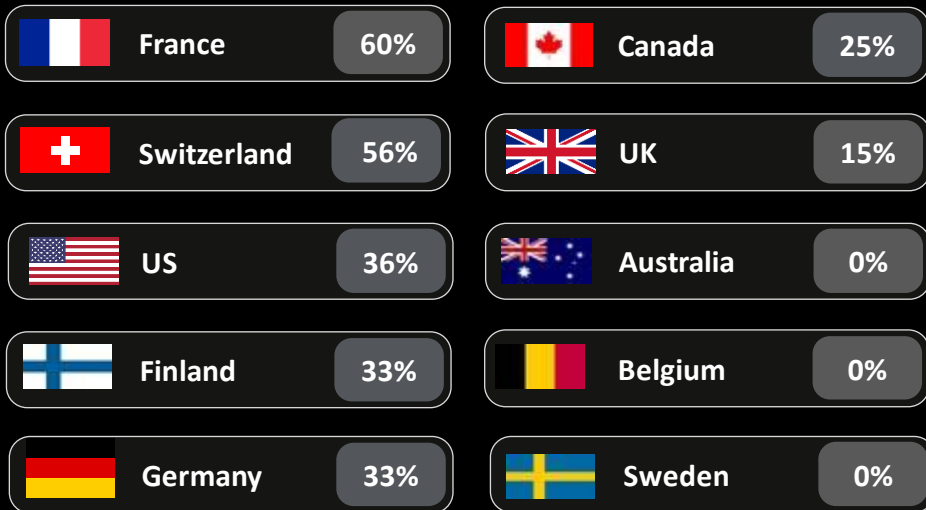 France 60%
Switzerland 56%
US 36%
Finland 33%
Germany 33%
Canada 25%
UK 15%
Australia 0%
Belgium 0%
Sweden 0%